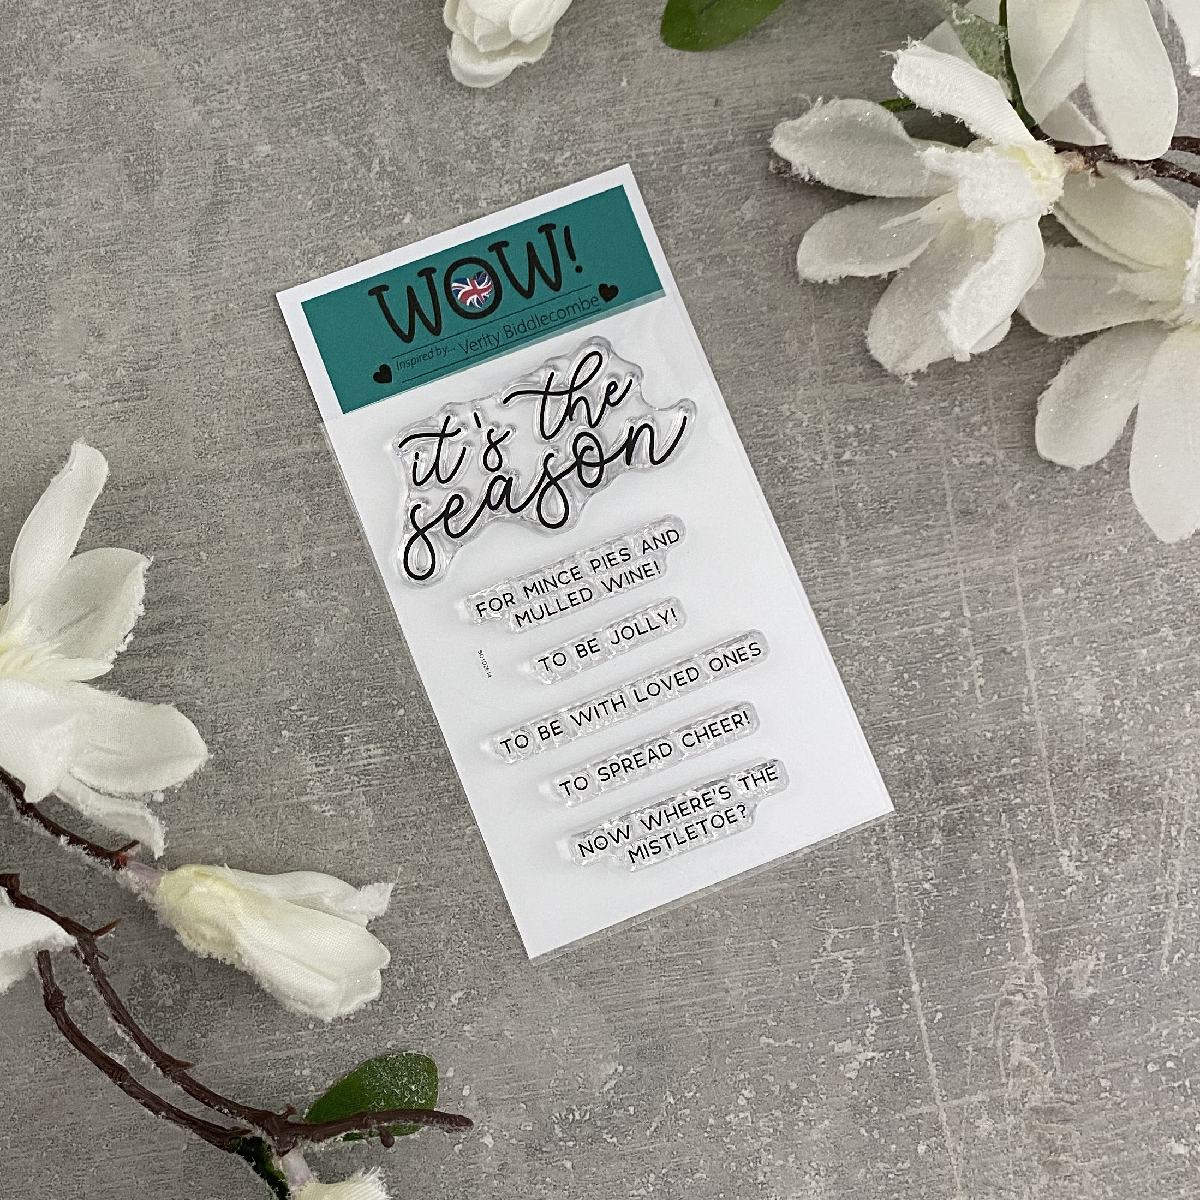 WOW!
Inspired by... Verity Biddlecombe
it's the
season
FOR MINCE PIES AND
MULLED WINE!
TO BE JOLLY!
TO BE WITH LOVED ONES
TO SPREAD CHEER!
NOW WHERE'S THE
MISTLETOE?